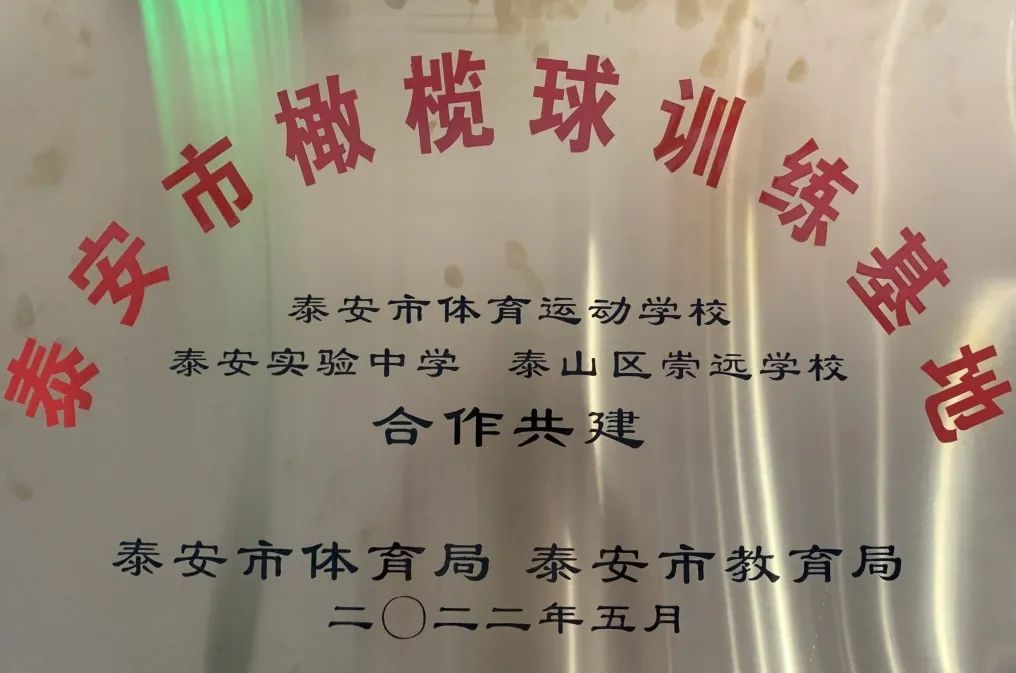 泰安市橄榄球训练基地
泰安市体育运动学校
泰安实验中学 泰山区崇远学校
合作共建
泰安市体育局 泰安市教育局
二〇二二年五月